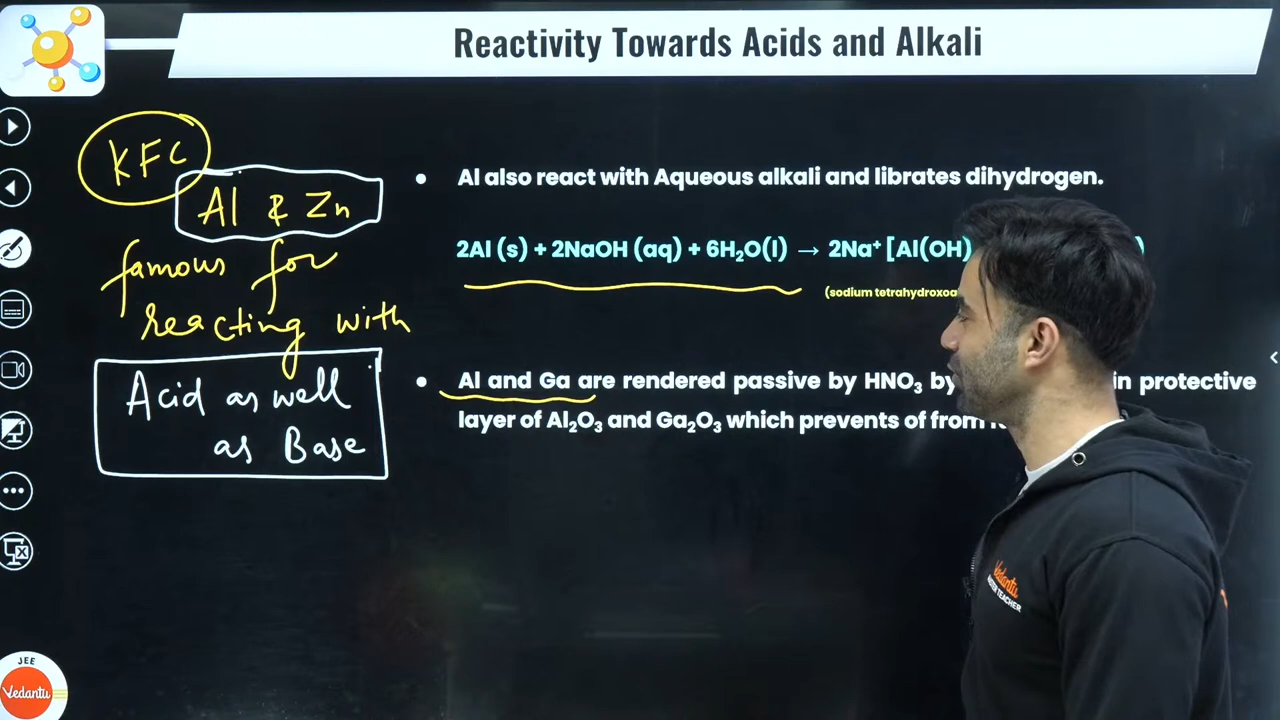 Reactivity Towards Acids and Alkali
KFC
Al & Zn
famous for
reacting with
Acid as well
as Base
• Al also react with Aqueous alkali and librates dihydrogen.
2Al (s) + 2NaOH (aq) + 6H₂O(l) → 2Na⁺ [Al(OH)
(sodium tetrahydroxoa
• Al and Ga are rendered passive by HNO₃ by in protective
layer of Al₂O₃ and Ga₂O₃ which prevents of from
Vedantu
MASTER TEACHER
JEE
Vedantu